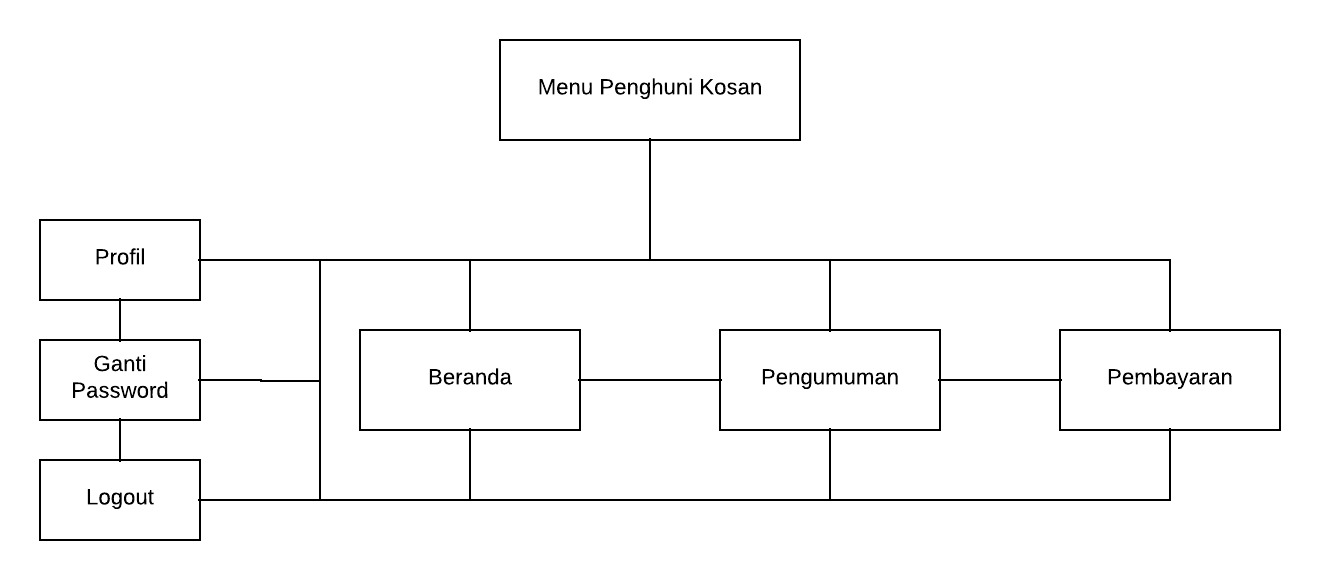 Menu Penghuni Kosan
Profil
Ganti
Password
Logout
Beranda
Pengumuman
Pembayaran